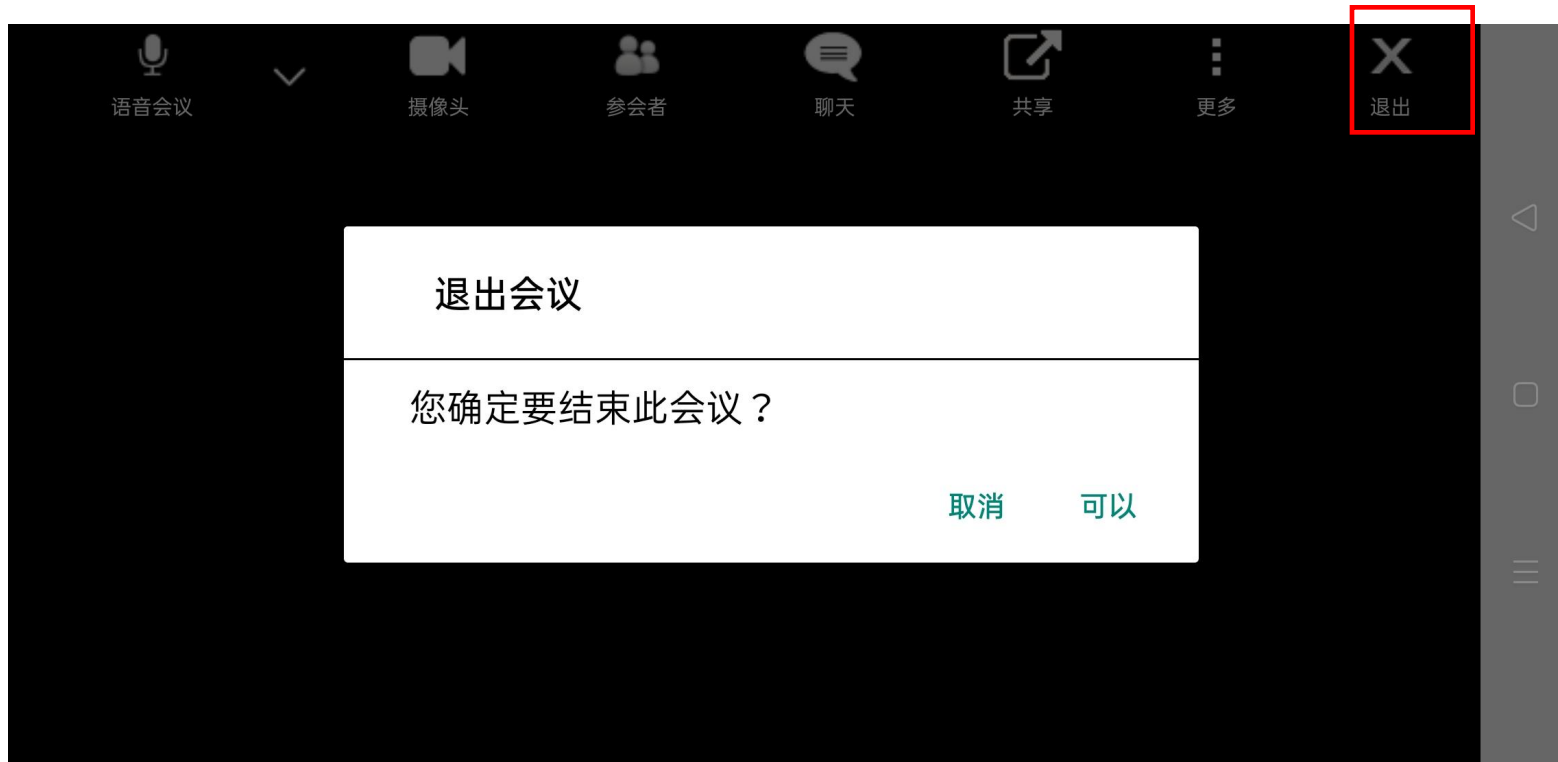 语音会议
摄像头
参会者
聊天
共享
更多
退出
退出会议
您确定要结束此会议？
取消
可以